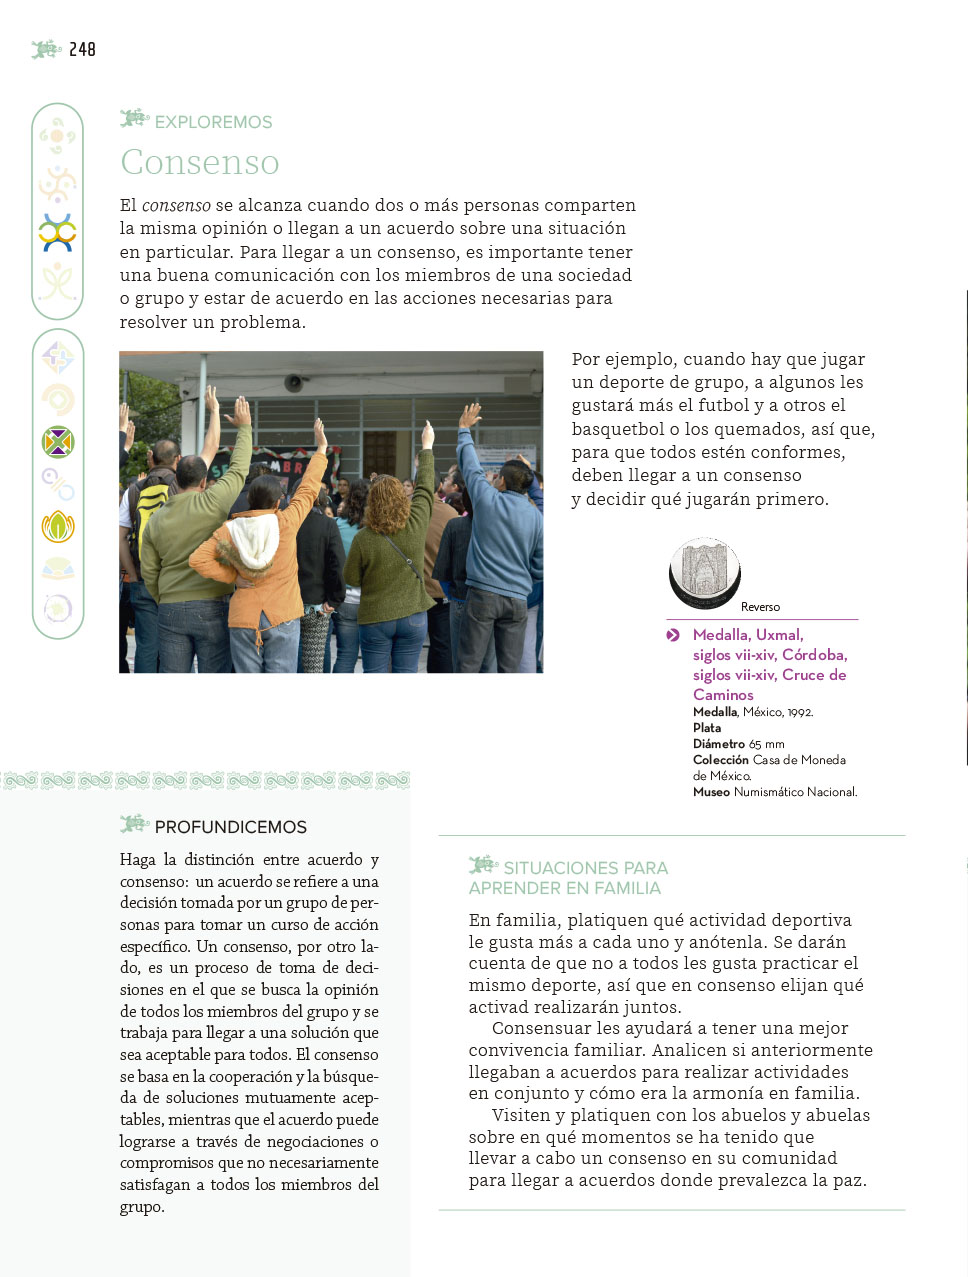 248
EXPLOREMOS
Consenso
El consenso se alcanza cuando dos o más personas comparten
la misma opinión o llegan a un acuerdo sobre una situación
en particular. Para llegar a un consenso, es importante tener
una buena comunicación con los miembros de una sociedad
o grupo y estar de acuerdo en las acciones necesarias para
resolver un problema.
Por ejemplo, cuando hay que jugar
un deporte de grupo, a algunos les
gustará más el futbol y a otros el
basquetbol o los quemados, así que,
para que todos estén conformes,
deben llegar a un consenso
y decidir qué jugarán primero.
Reverso
Medalla, Uxmal,
siglos vii-xiv, Córdoba,
siglos vii-xiv, Cruce de
Caminos
Medalla, México, 1992.
Plata
Diámetro 65 mm
Colección Casa de Moneda
de México.
Museo Numismático Nacional.
PROFUNDICEMOS
Haga la distinción entre acuerdo y
consenso: un acuerdo se refiere a una
decisión tomada por un grupo de per-
sonas para tomar un curso de acción
específico. Un consenso, por otro la-
do, es un proceso de toma de deci-
siones en el que se busca la opinión
de todos los miembros del grupo y se
trabaja para llegar a una solución que
sea aceptable para todos. El consenso
se basa en la cooperación y la búsque-
da de soluciones mutuamente acep-
tables, mientras que el acuerdo puede
lograrse a través de negociaciones o
compromisos que no necesariamente
satisfagan a todos los miembros del
grupo.
SITUACIONES PARA
APRENDER EN FAMILIA
En familia, platiquen qué actividad deportiva
le gusta más a cada uno y anótenla. Se darán
cuenta de que no a todos les gusta practicar el
mismo deporte, así que en consenso elijan qué
activad realizarán juntos.
Consensuar les ayudará a tener una mejor
convivencia familiar. Analicen si anteriormente
llegaban a acuerdos para realizar actividades
en conjunto y cómo era la armonía en familia.
Visiten y platiquen con los abuelos y abuelas
sobre en qué momentos se ha tenido que
llevar a cabo un consenso en su comunidad
para llegar a acuerdos donde prevalezca la paz.